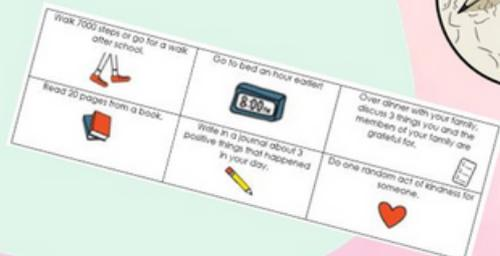 Walk 7000 steps or go for a walk
after school.
Go to bed an hour earlier!
8:00PM
Over dinner with your family,
discuss 3 things you and the
members of your family are
grateful for.
Read 20 pages from a book.
Write in a journal about 3
positive things that happened
in your day.
Do one random act of kindness for
someone.